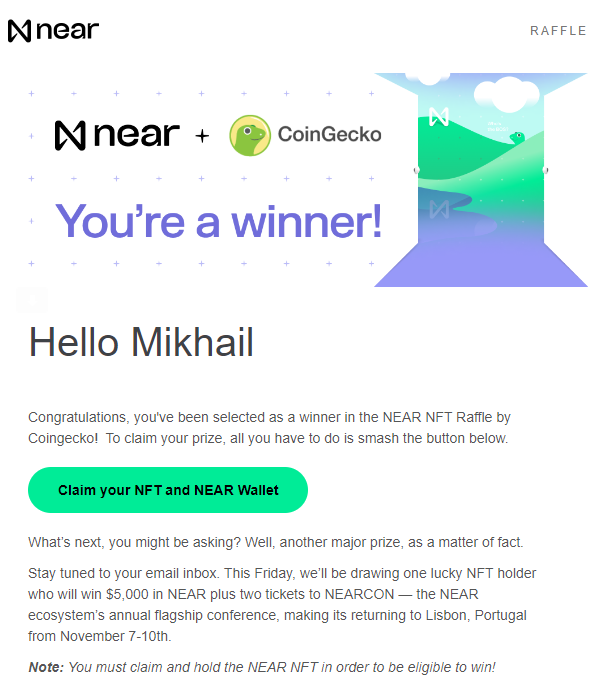 near
RAFFLE
near + CoinGecko
You're a winner!
Hello Mikhail
Congratulations, you've been selected as a winner in the NEAR NFT Raffle by
Coingecko!  To claim your prize, all you have to do is smash the button below.
Claim your NFT and NEAR Wallet
What's next, you might be asking? Well, another major prize, as a matter of fact.
Stay tuned to your email inbox. This Friday, we'll be drawing one lucky NFT holder
who will win $5,000 in NEAR plus two tickets to NEARCON — the NEAR
ecosystem's annual flagship conference, making its returning to Lisbon, Portugal
from November 7-10th.
Note: You must claim and hold the NEAR NFT in order to be eligible to win!